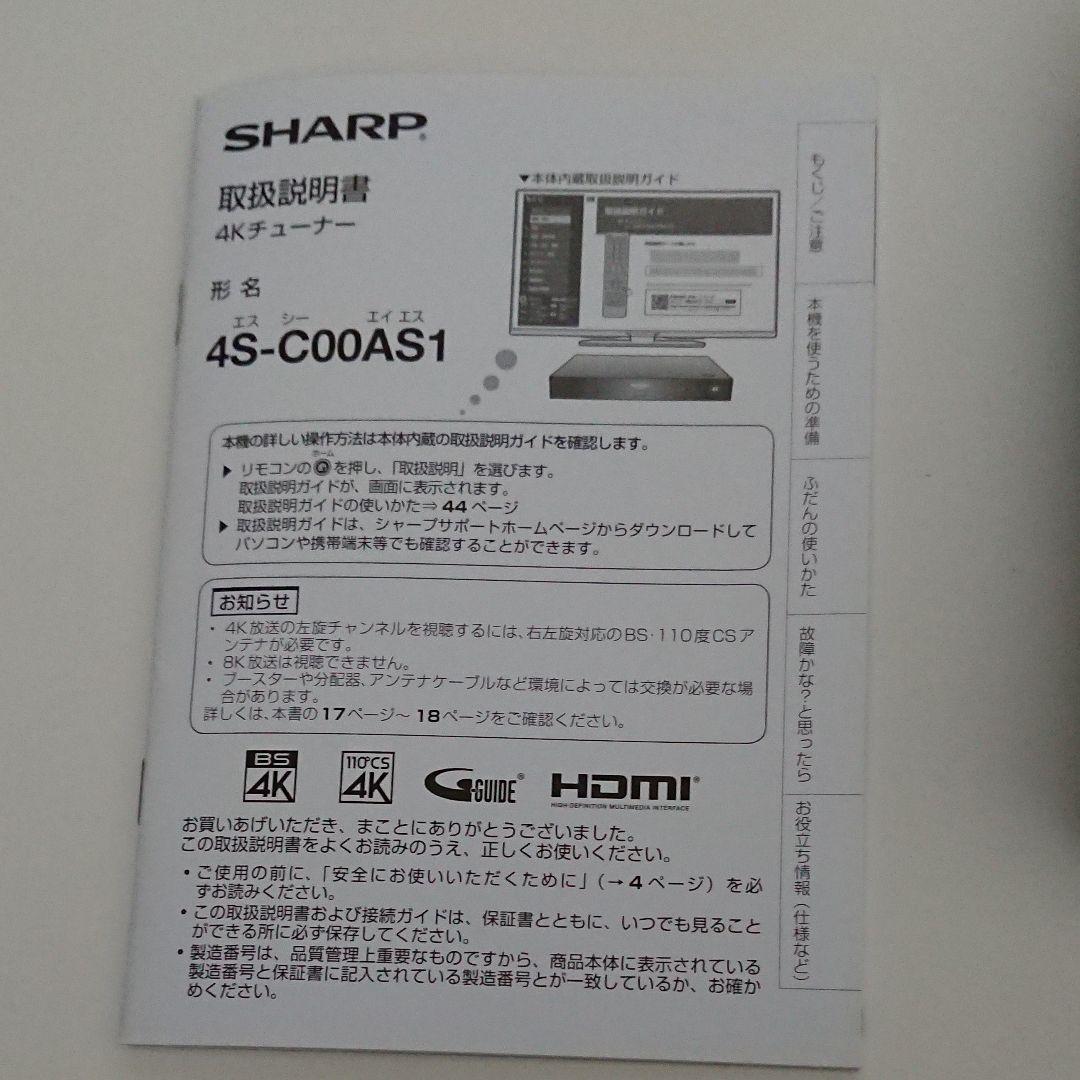 SHARP®
取扱説明書
4Kチューナー
形名
エス シー エイ エス
4S-C00AS1
▼本体内蔵取扱説明ガイド
取扱説明ガイド
本機の詳しい操作方法は本体内蔵の取扱説明ガイドを確認します。
ホーム
▶ リモコンの を押し、「取扱説明」を選びます。
取扱説明ガイドが、画面に表示されます。
取扱説明ガイドの使いかた⇒44ページ
▶ 取扱説明ガイドは、シャープサポートホームページからダウンロードして
パソコンや携帯端末等でも確認することができます。
お知らせ
・ 4K放送の左旋チャンネルを視聴するには、右左旋対応のBS・110度CSア
ンテナが必要です。
・ 8K放送は視聴できません。
・ ブースターや分配器、アンテナケーブルなど環境によっては交換が必要な場
合があります。
詳しくは、本書の17ページ～18ページをご確認ください。
BS
4K
110°CS
4K
G-GUIDE®
HDMI®
HIGH-DEFINITION MULTIMEDIA INTERFACE
お買いあげいただき、まことにありがとうございました。
この取扱説明書をよくお読みのうえ、正しくお使いください。
・ご使用の前に、「安全にお使いいただくために」（→4ページ）を必
ずお読みください。
・この取扱説明書および接続ガイドは、保証書とともに、いつでも見ること
ができる所に必ず保存してください。
・製造番号は、品質管理上重要なものですから、商品本体に表示されている
製造番号と保証書に記入されている製造番号とが一致しているか、お確か
めください。
もくじ／ご注意
本機を使うための準備
ふだんの使いかた
故障かな？と思ったら
お役立ち情報（仕様など）